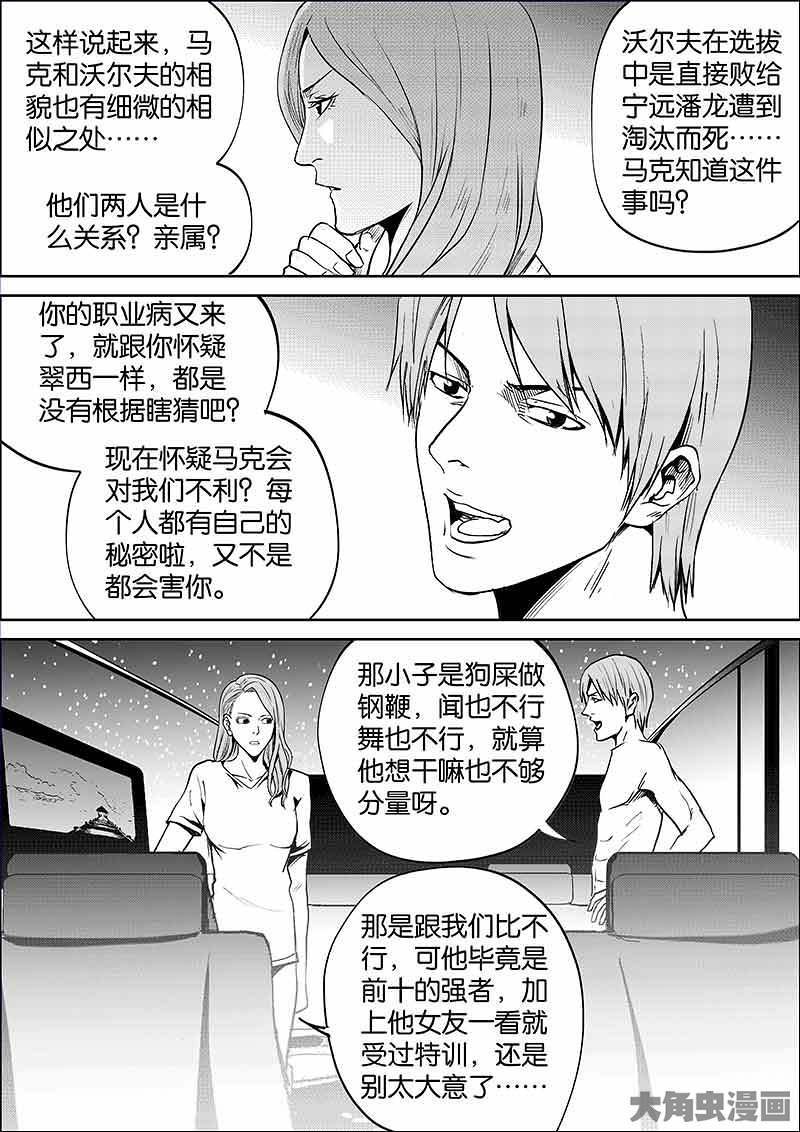 这样说起来，马
克和沃尔夫的相
貌也有细微的相
似之处……
他们两人是什
么关系？亲属？
沃尔夫在选拔
中是直接败给
宁远潘龙遭到
淘汰而死……
马克知道这件
事吗？
你的职业病又来
了，就跟你怀疑
翠西一样，都是
没有根据瞎猜吧？
现在怀疑马克会
对我们不利？每
个人都有自己的
秘密啦，又不是
都会害你。
那小子是狗屎做
钢鞭，闻也不行
舞也不行，就算
他想干嘛也不够
分量呀。
那是跟我们比不
行，可他毕竟是
前十的强者，加
上他女友一看就
受过特训，还是
别太大意了……
大角虫漫画